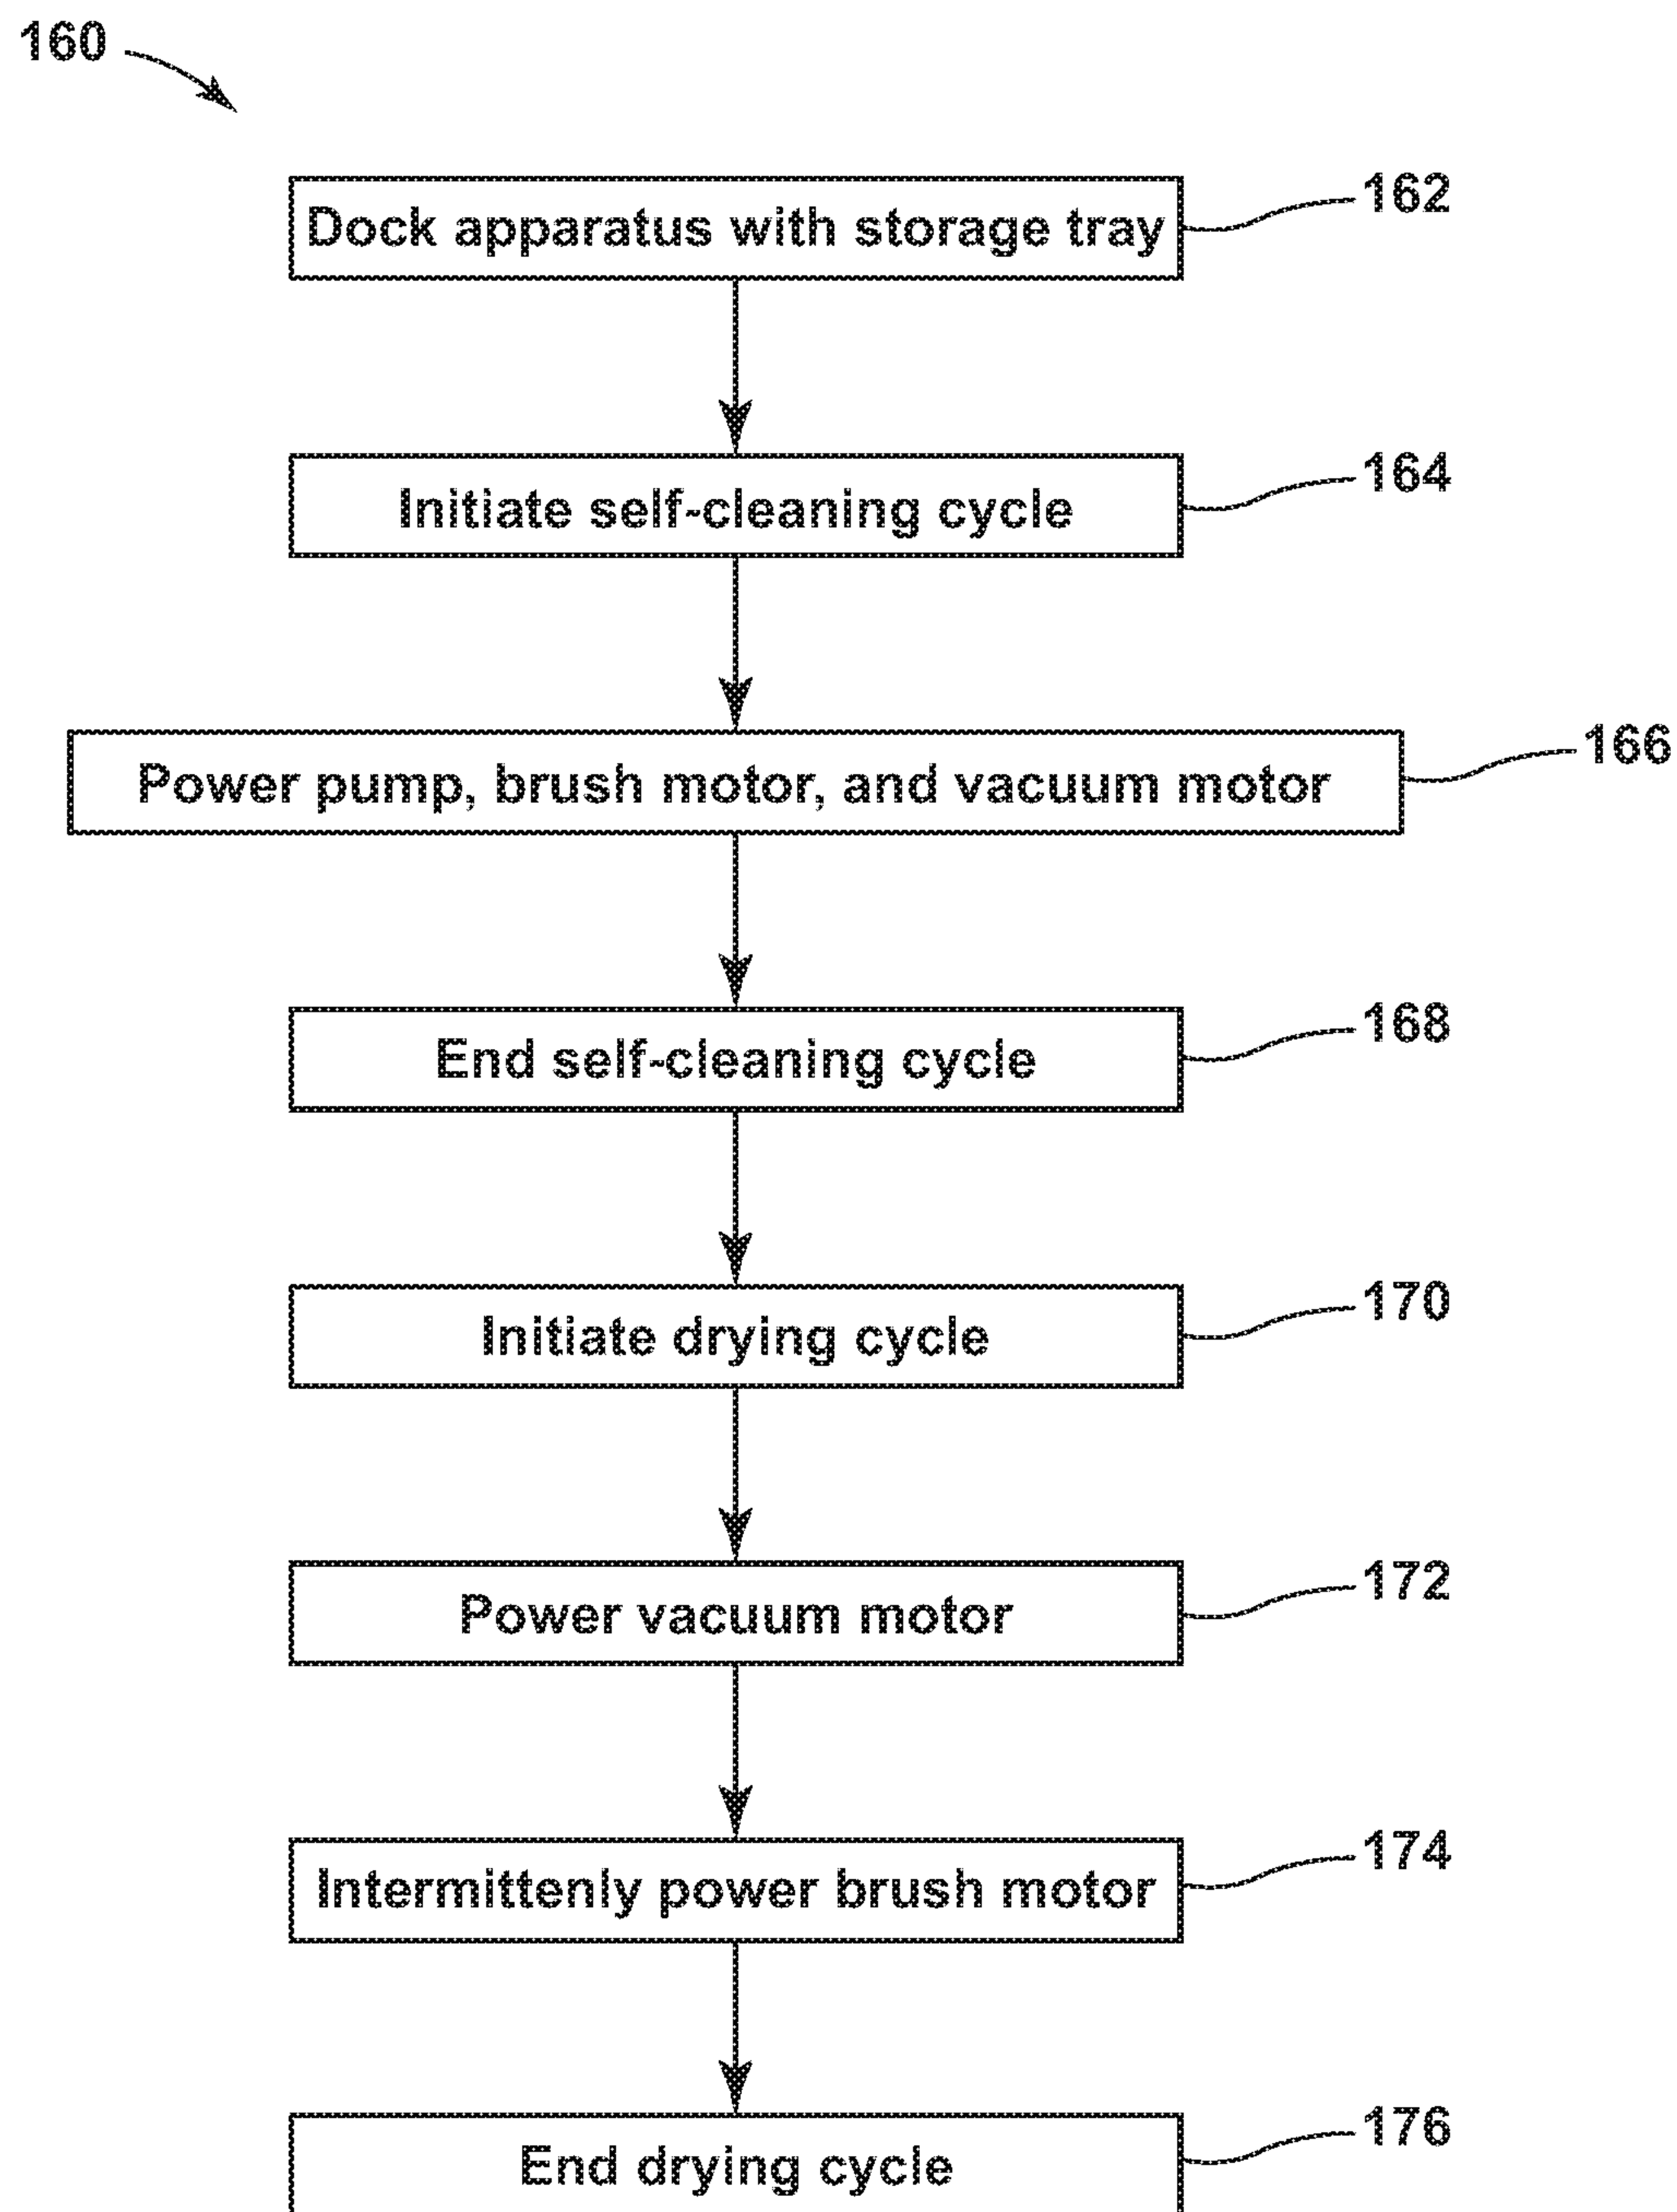 160
Dock apparatus with storage tray
162
Initiate self-cleaning cycle
164
Power pump, brush motor, and vacuum motor
166
End self-cleaning cycle
168
Initiate drying cycle
170
Power vacuum motor
172
Intermittenly power brush motor
174
End drying cycle
176